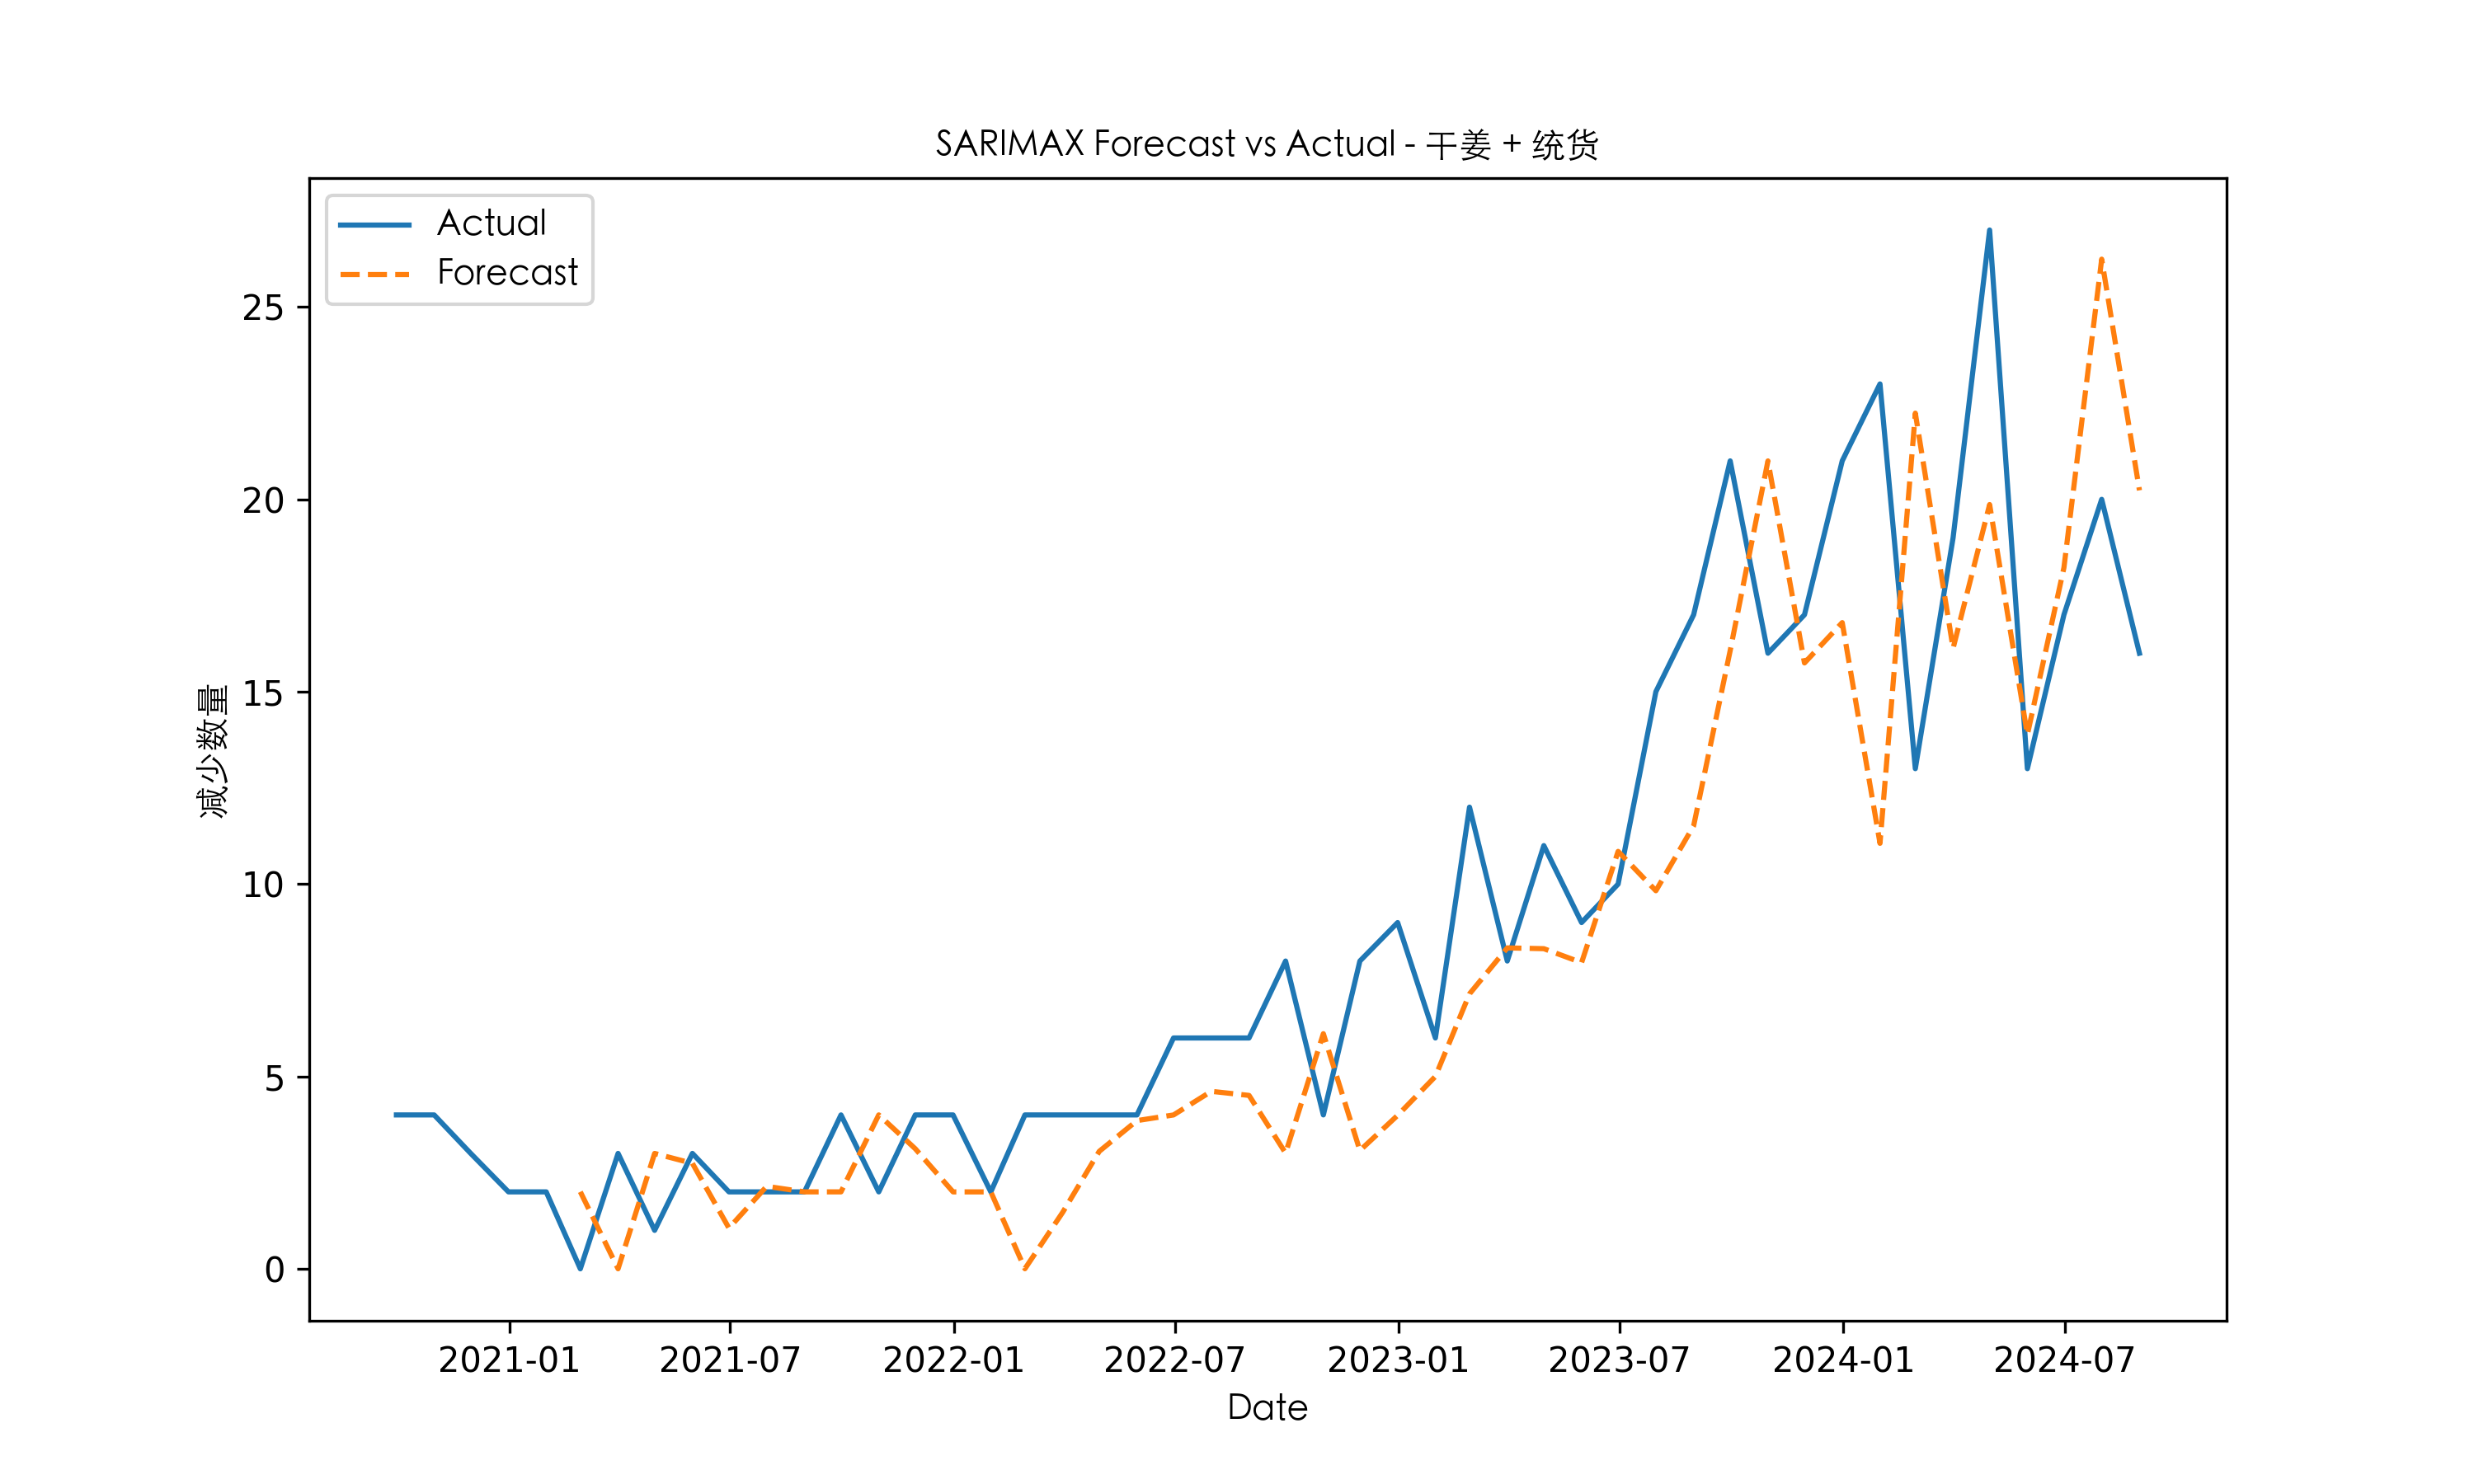 SARIMAX Forecast vs Actual - 干姜 + 统货
Actual
Forecast
减少数量
25
20
15
10
5
0
2021-01
2021-07
2022-01
2022-07
2023-01
2023-07
2024-01
2024-07
Date